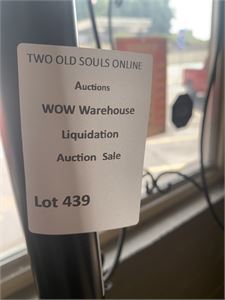 TWO OLD SOULS ONLINE
Auctions
WOW Warehouse
Liquidation
Auction Sale
Lot 439